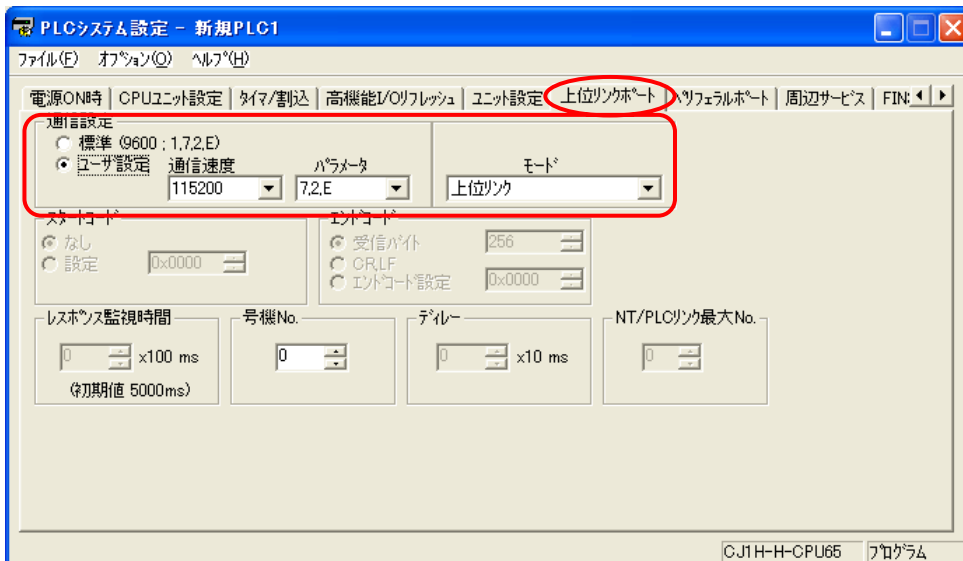 PLCシステム設定 - 新規PLC1
ファイル(F) オプション(O) ヘルプ(H)
電源ON時 CPUユニット設定 タイマ/割込 高機能I/Oリフレッシュ ユニット設定 上位リンクポート ペリフェラルポート 周辺サービス FIN:
通信設定
標準 (9600 ; 1,7,2,E)
ユーザ設定 通信速度 パラメータ モード
115200 7,2,E 上位リンク
スタートコード エンドコード
なし 受信バイト 256
設定 0x0000 CR,LF
エンドコード設定 0x0000
レスポンス監視時間 号機No. ディレー NT/PLCリンク最大No.
0 x100 ms 0 0 x10 ms 0
(初期値 5000ms)
CJ1H-H-CPU65 プログラム